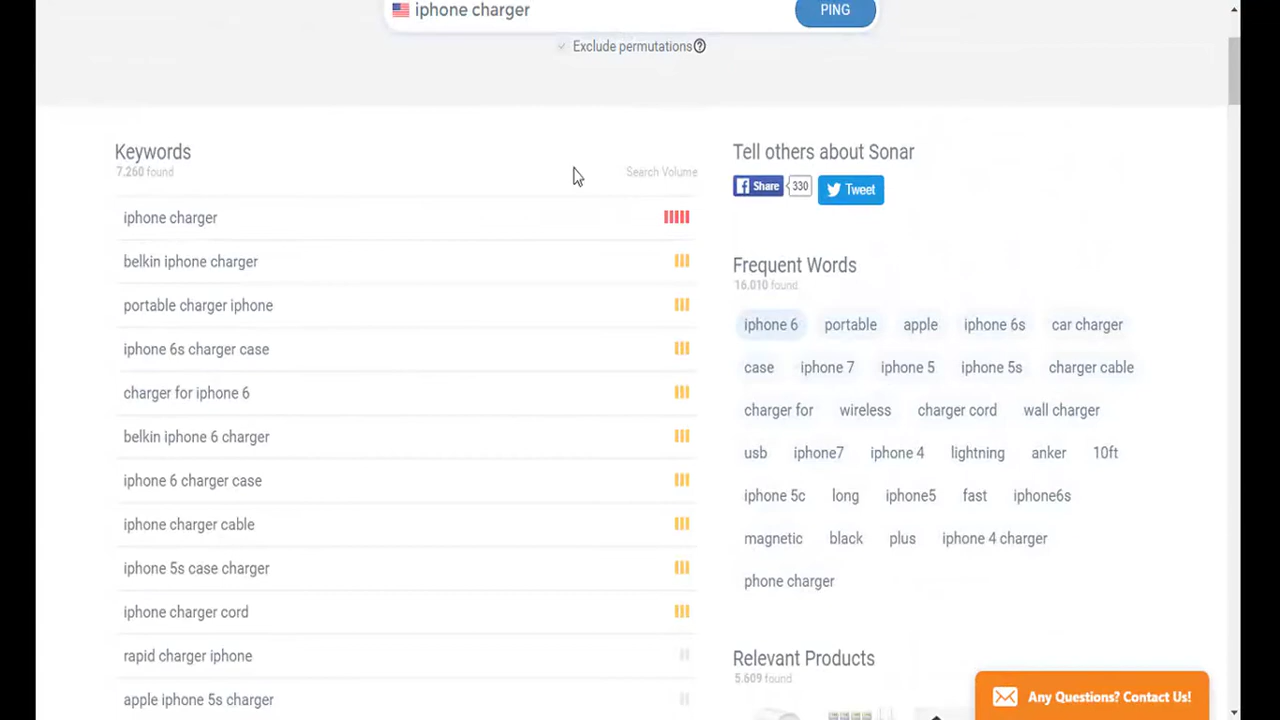 iphone charger
PING
Exclude permutations
Keywords
7.260 found
Search Volume
iphone charger
belkin iphone charger
portable charger iphone
iphone 6s charger case
charger for iphone 6
belkin iphone 6 charger
iphone 6 charger case
iphone charger cable
iphone 5s case charger
iphone charger cord
rapid charger iphone
apple iphone 5s charger
Tell others about Sonar
Share
330
Tweet
Frequent Words
16.010 found
iphone 6 portable apple iphone 6s car charger
case iphone 7 iphone 5 iphone 5s charger cable
charger for wireless charger cord wall charger
usb iphone7 iphone 4 lightning anker 10ft
iphone 5c long iphone5 fast iphone6s
magnetic black plus iphone 4 charger
phone charger
Relevant Products
5.609 found
Any Questions? Contact Us!